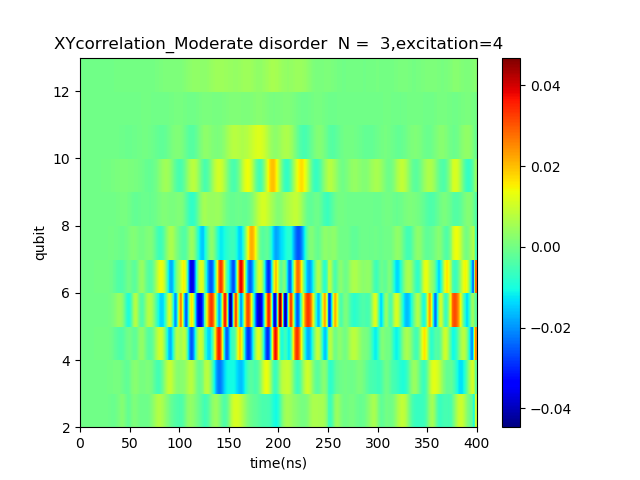 XYcorrelation_Moderate disorder  N =  3,excitation=4
12
10
8
6
4
2
qubit
0 50 100 150 200 250 300 350 400
time(ns)
0.04
0.02
0.00
−0.02
−0.04